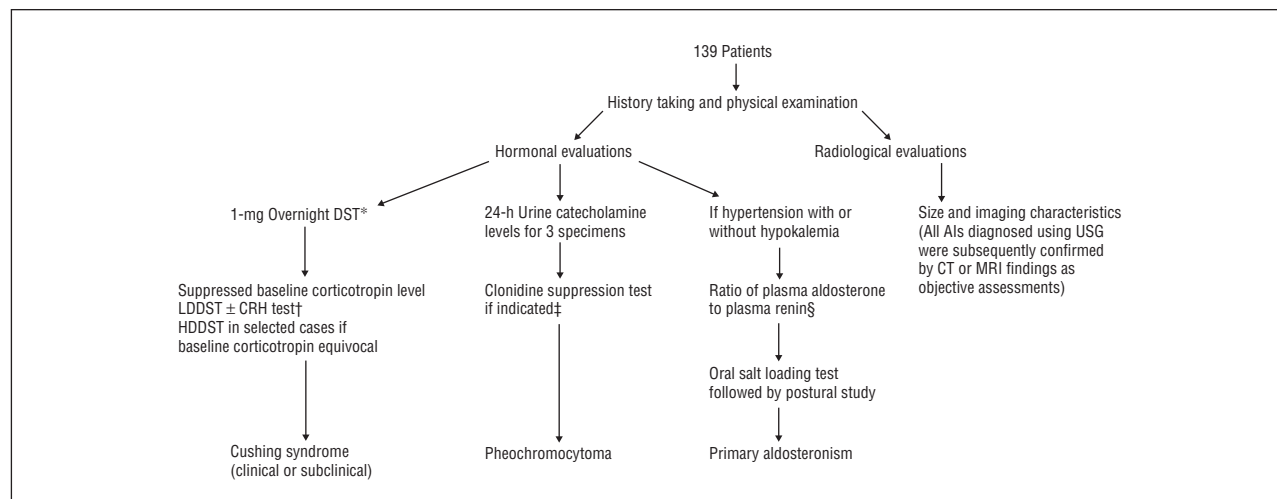 139 Patients
History taking and physical examination
Hormonal evaluations
Radiological evaluations
1-mg Overnight DST*
24-h Urine catecholamine
levels for 3 specimens
If hypertension with or
without hypokalemia
Size and imaging characteristics
(All AIs diagnosed using USG
were subsequently confirmed
by CT or MRI findings as
objective assessments)
Suppressed baseline corticotropin level
LDDST ± CRH test†
HDDST in selected cases if
baseline corticotropin equivocal
Clonidine suppression test
if indicated‡
Ratio of plasma aldosterone
to plasma renin§
Oral salt loading test
followed by postural study
Cushing syndrome
(clinical or subclinical)
Pheochromocytoma
Primary aldosteronism